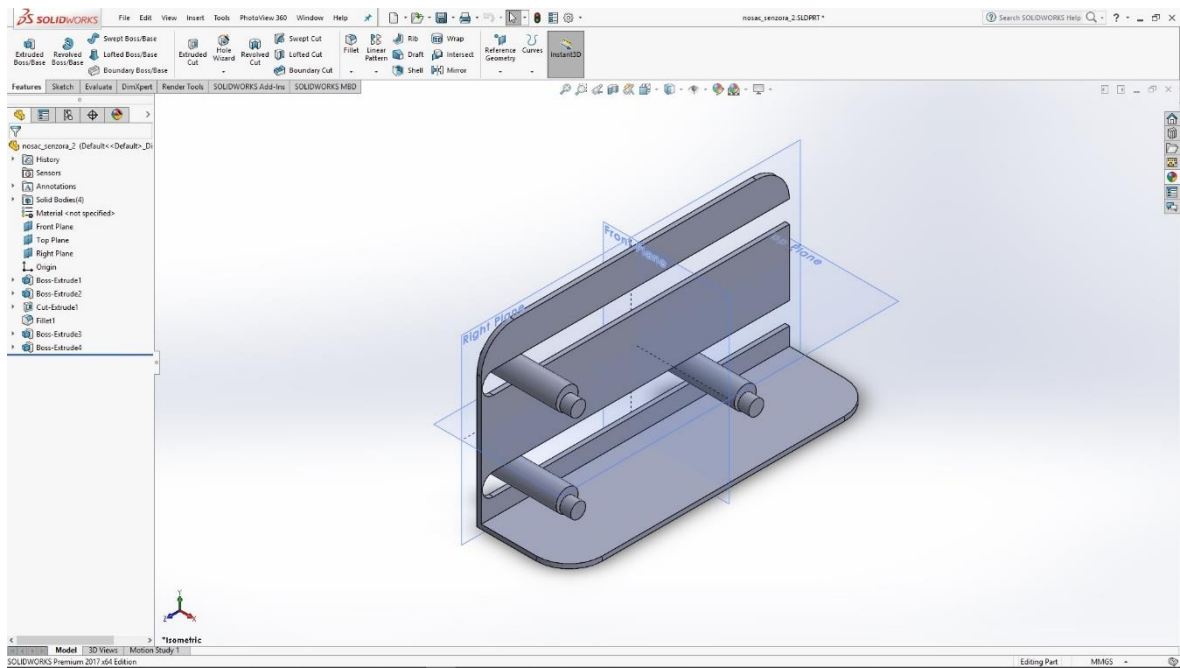 SOLIDWORKS File Edit View Insert Tools PhotoView 360 Window Help nosac_senzora_2.SLDPRT * Search SOLIDWORKS Help
Extruded Boss/Base
Revolved Boss/Base
Swept Boss/Base
Lofted Boss/Base
Boundary Boss/Base
Extruded Cut
Hole Wizard
Revolved Cut
Swept Cut
Lofted Cut
Boundary Cut
Fillet
Linear Pattern
Rib
Draft
Shell
Wrap
Intersect
Mirror
Reference Geometry
Curves
Instant3D
Features Sketch Evaluate DimXpert Render Tools SOLIDWORKS Add-Ins SOLIDWORKS MBD
nosac_senzora_2 (Default<<Default>_Di
History
Sensors
Annotations
Solid Bodies(4)
Material <not specified>
Front Plane
Top Plane
Right Plane
Origin
Boss-Extrude1
Boss-Extrude2
Cut-Extrude1
Fillet1
Boss-Extrude3
Boss-Extrude4
Front Plane
Plane
Right Plane
Y
Z
X
*Isometric
Model 3D Views Motion Study 1
SOLIDWORKS Premium 2017 x64 Edition Editing Part MMGS